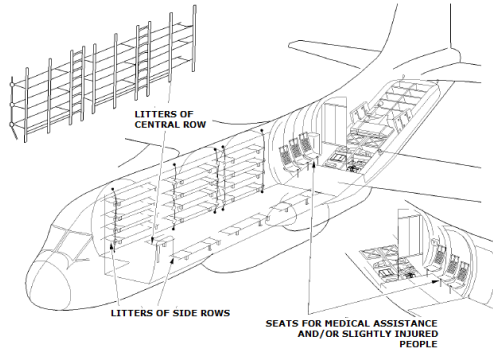 LITTERS OF
CENTRAL ROW
LITTERS OF SIDE ROWS
SEATS FOR MEDICAL ASSISTANCE
AND/OR SLIGHTLY INJURED
PEOPLE